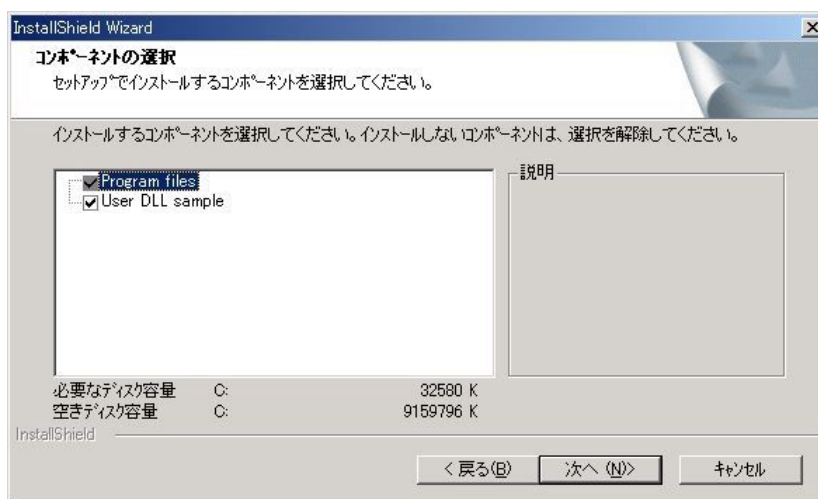 InstallShield Wizard
コンポーネントの選択
セットアップでインストールするコンポーネントを選択してください。
インストールするコンポーネントを選択してください。インストールしないコンポーネントは、選択を解除してください。
Program files
User DLL sample
説明
必要なディスク容量 C: 32580 K
空きディスク容量 C: 9159796 K
InstallShield
< 戻る(B) 次へ (N)> キャンセル